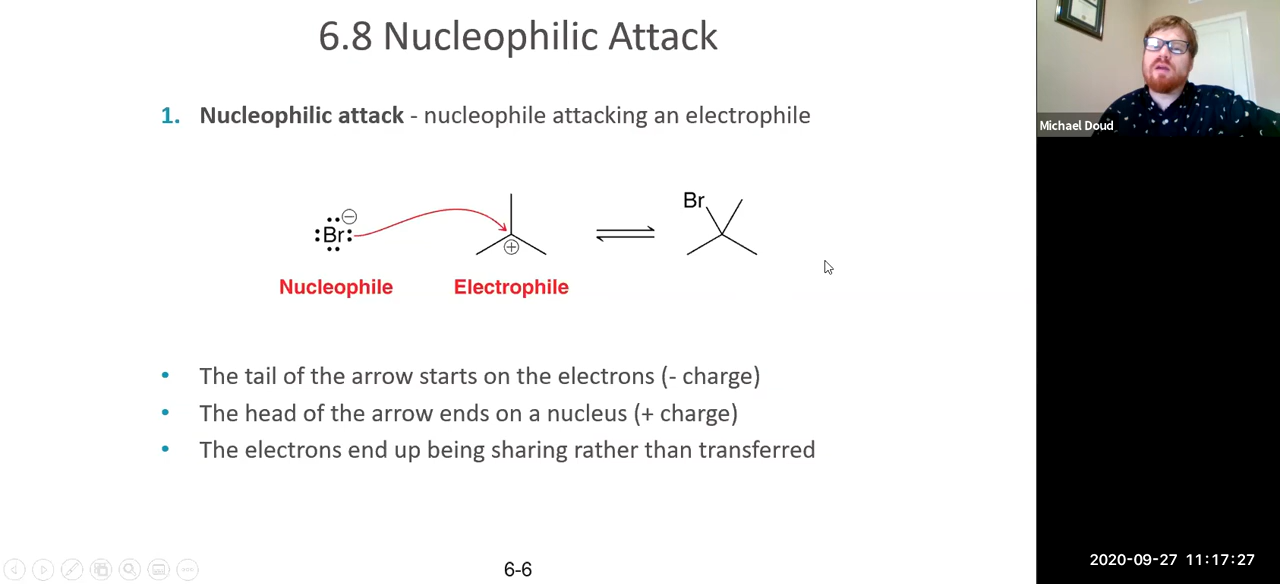 6.8 Nucleophilic Attack
1. Nucleophilic attack - nucleophile attacking an electrophile
Br
:Br:
Nucleophile
Electrophile
• The tail of the arrow starts on the electrons (- charge)
• The head of the arrow ends on a nucleus (+ charge)
• The electrons end up being sharing rather than transferred
6-6
Michael Doud
2020-09-27 11:17:27